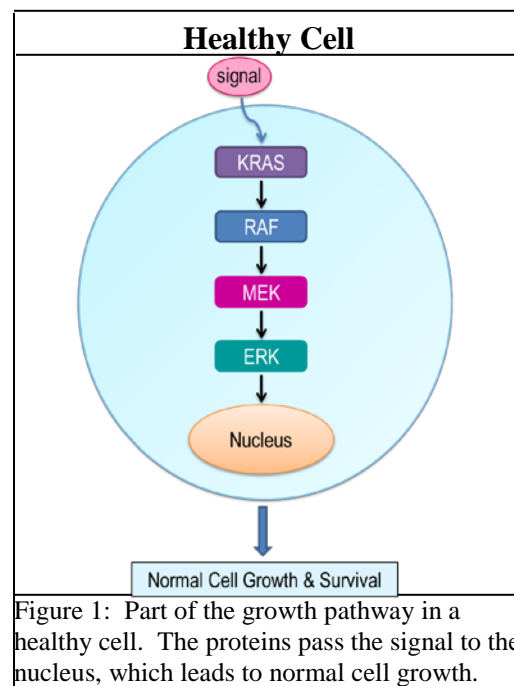 Healthy Cell
signal
KRAS
RAF
MEK
ERK
Nucleus
Normal Cell Growth & Survival
Figure 1: Part of the growth pathway in a
healthy cell. The proteins pass the signal to the
nucleus, which leads to normal cell growth.